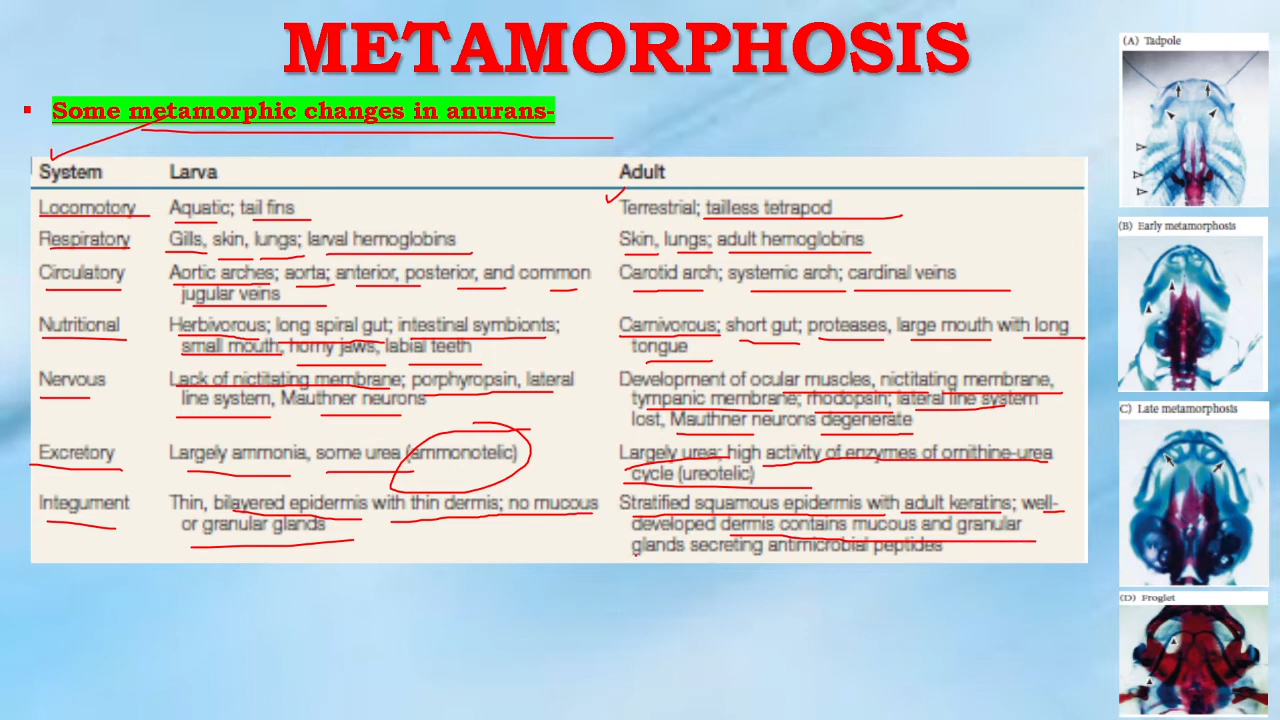 METAMORPHOSIS
▪ Some metamorphic changes in anurans-
System Larva Adult
Locomotory Aquatic; tail fins Terrestrial; tailless tetrapod
Respiratory Gills, skin, lungs; larval hemoglobins Skin, lungs; adult hemoglobins
Circulatory Aortic arches; aorta; anterior, posterior, and common Carotid arch; systemic arch; cardinal veins
jugular veins
Nutritional Herbivorous; long spiral gut; intestinal symbionts; Carnivorous; short gut; proteases, large mouth with long
small mouth, horny jaws, labial teeth tongue
Nervous Lack of nictitating membrane; porphyropsin, lateral Development of ocular muscles, nictitating membrane,
line system, Mauthner neurons tympanic membrane; rhodopsin; lateral line system
lost, Mauthner neurons degenerate
Excretory Largely ammonia, some urea (ammonotelic) Largely urea; high activity of enzymes of ornithine-urea
cycle (ureotelic)
Integument Thin, bilayered epidermis with thin dermis; no mucous Stratified squamous epidermis with adult keratins; well-
or granular glands developed dermis contains mucous and granular
glands secreting antimicrobial peptides
(A) Tadpole
(B) Early metamorphosis
C) Late metamorphosis
(D) Froglet